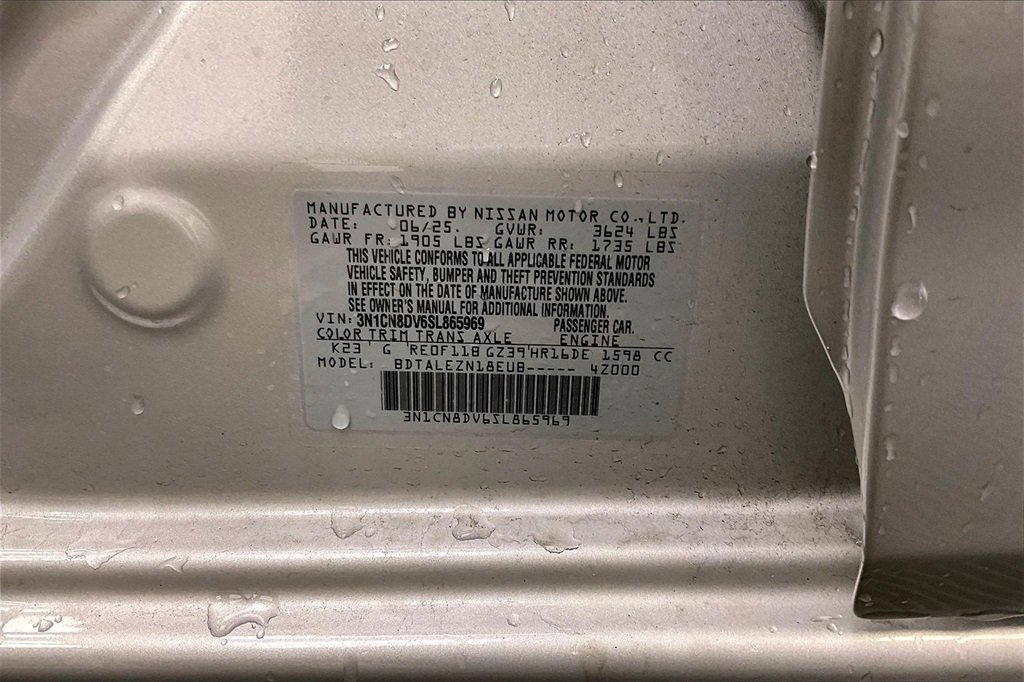 MANUFACTURED BY NISSAN MOTOR CO.,LTD.
DATE: 06/25. GVWR: 3624 LBS
GAWR FR: 1905 LBS GAWR RR: 1735 LBS
THIS VEHICLE CONFORMS TO ALL APPLICABLE FEDERAL MOTOR
VEHICLE SAFETY, BUMPER AND THEFT PREVENTION STANDARDS
IN EFFECT ON THE DATE OF MANUFACTURE SHOWN ABOVE.
SEE OWNER'S MANUAL FOR ADDITIONAL INFORMATION.
VIN: 3N1CN8DV6SL865969 PASSENGER CAR.
COLOR TRIM TRANS AXLE ENGINE
K23 G RE0F11B GZ39 HR16DE 1598 CC
MODEL: BDTALEZN18EUB----- 4Z000
3N1CN8DV6SL865969